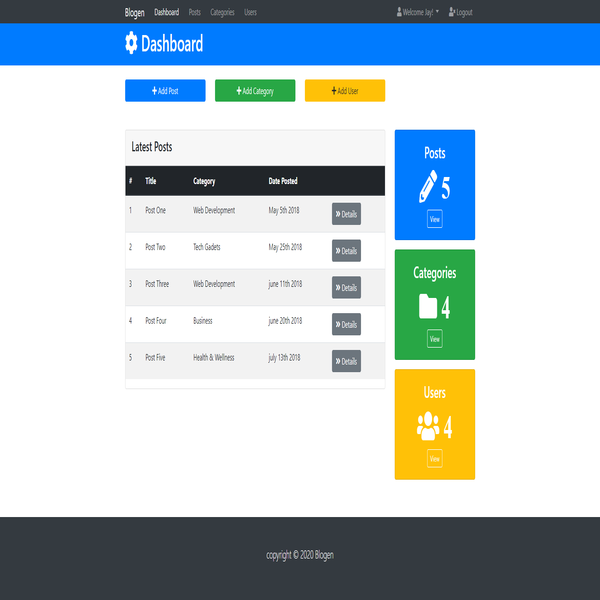 Blogen Dashboard Posts Categories Users Welcome Jay! Logout
Dashboard
+ Add Post + Add Category + Add User
Latest Posts
# Title Category Date Posted
1 Post One Web Development May 5th 2018 » Details
2 Post Two Tech Gadets May 25th 2018 » Details
3 Post Three Web Development june 11th 2018 » Details
4 Post Four Business june 20th 2018 » Details
5 Post Five Health & Wellness july 13th 2018 » Details
Posts
5
View
Categories
4
View
Users
4
View
copyright © 2020 Blogen